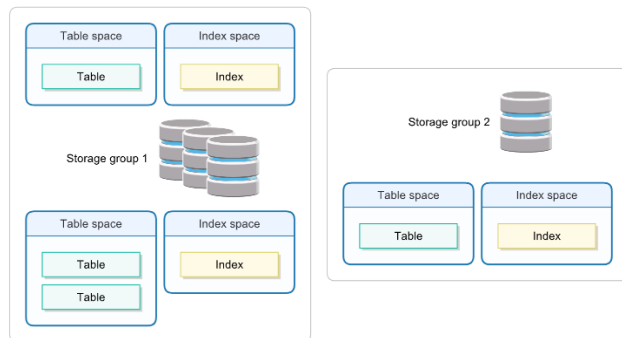 Table space
Index space
Table
Index
Storage group 1
Table space
Index space
Table
Index
Table
Storage group 2
Table space
Index space
Table
Index